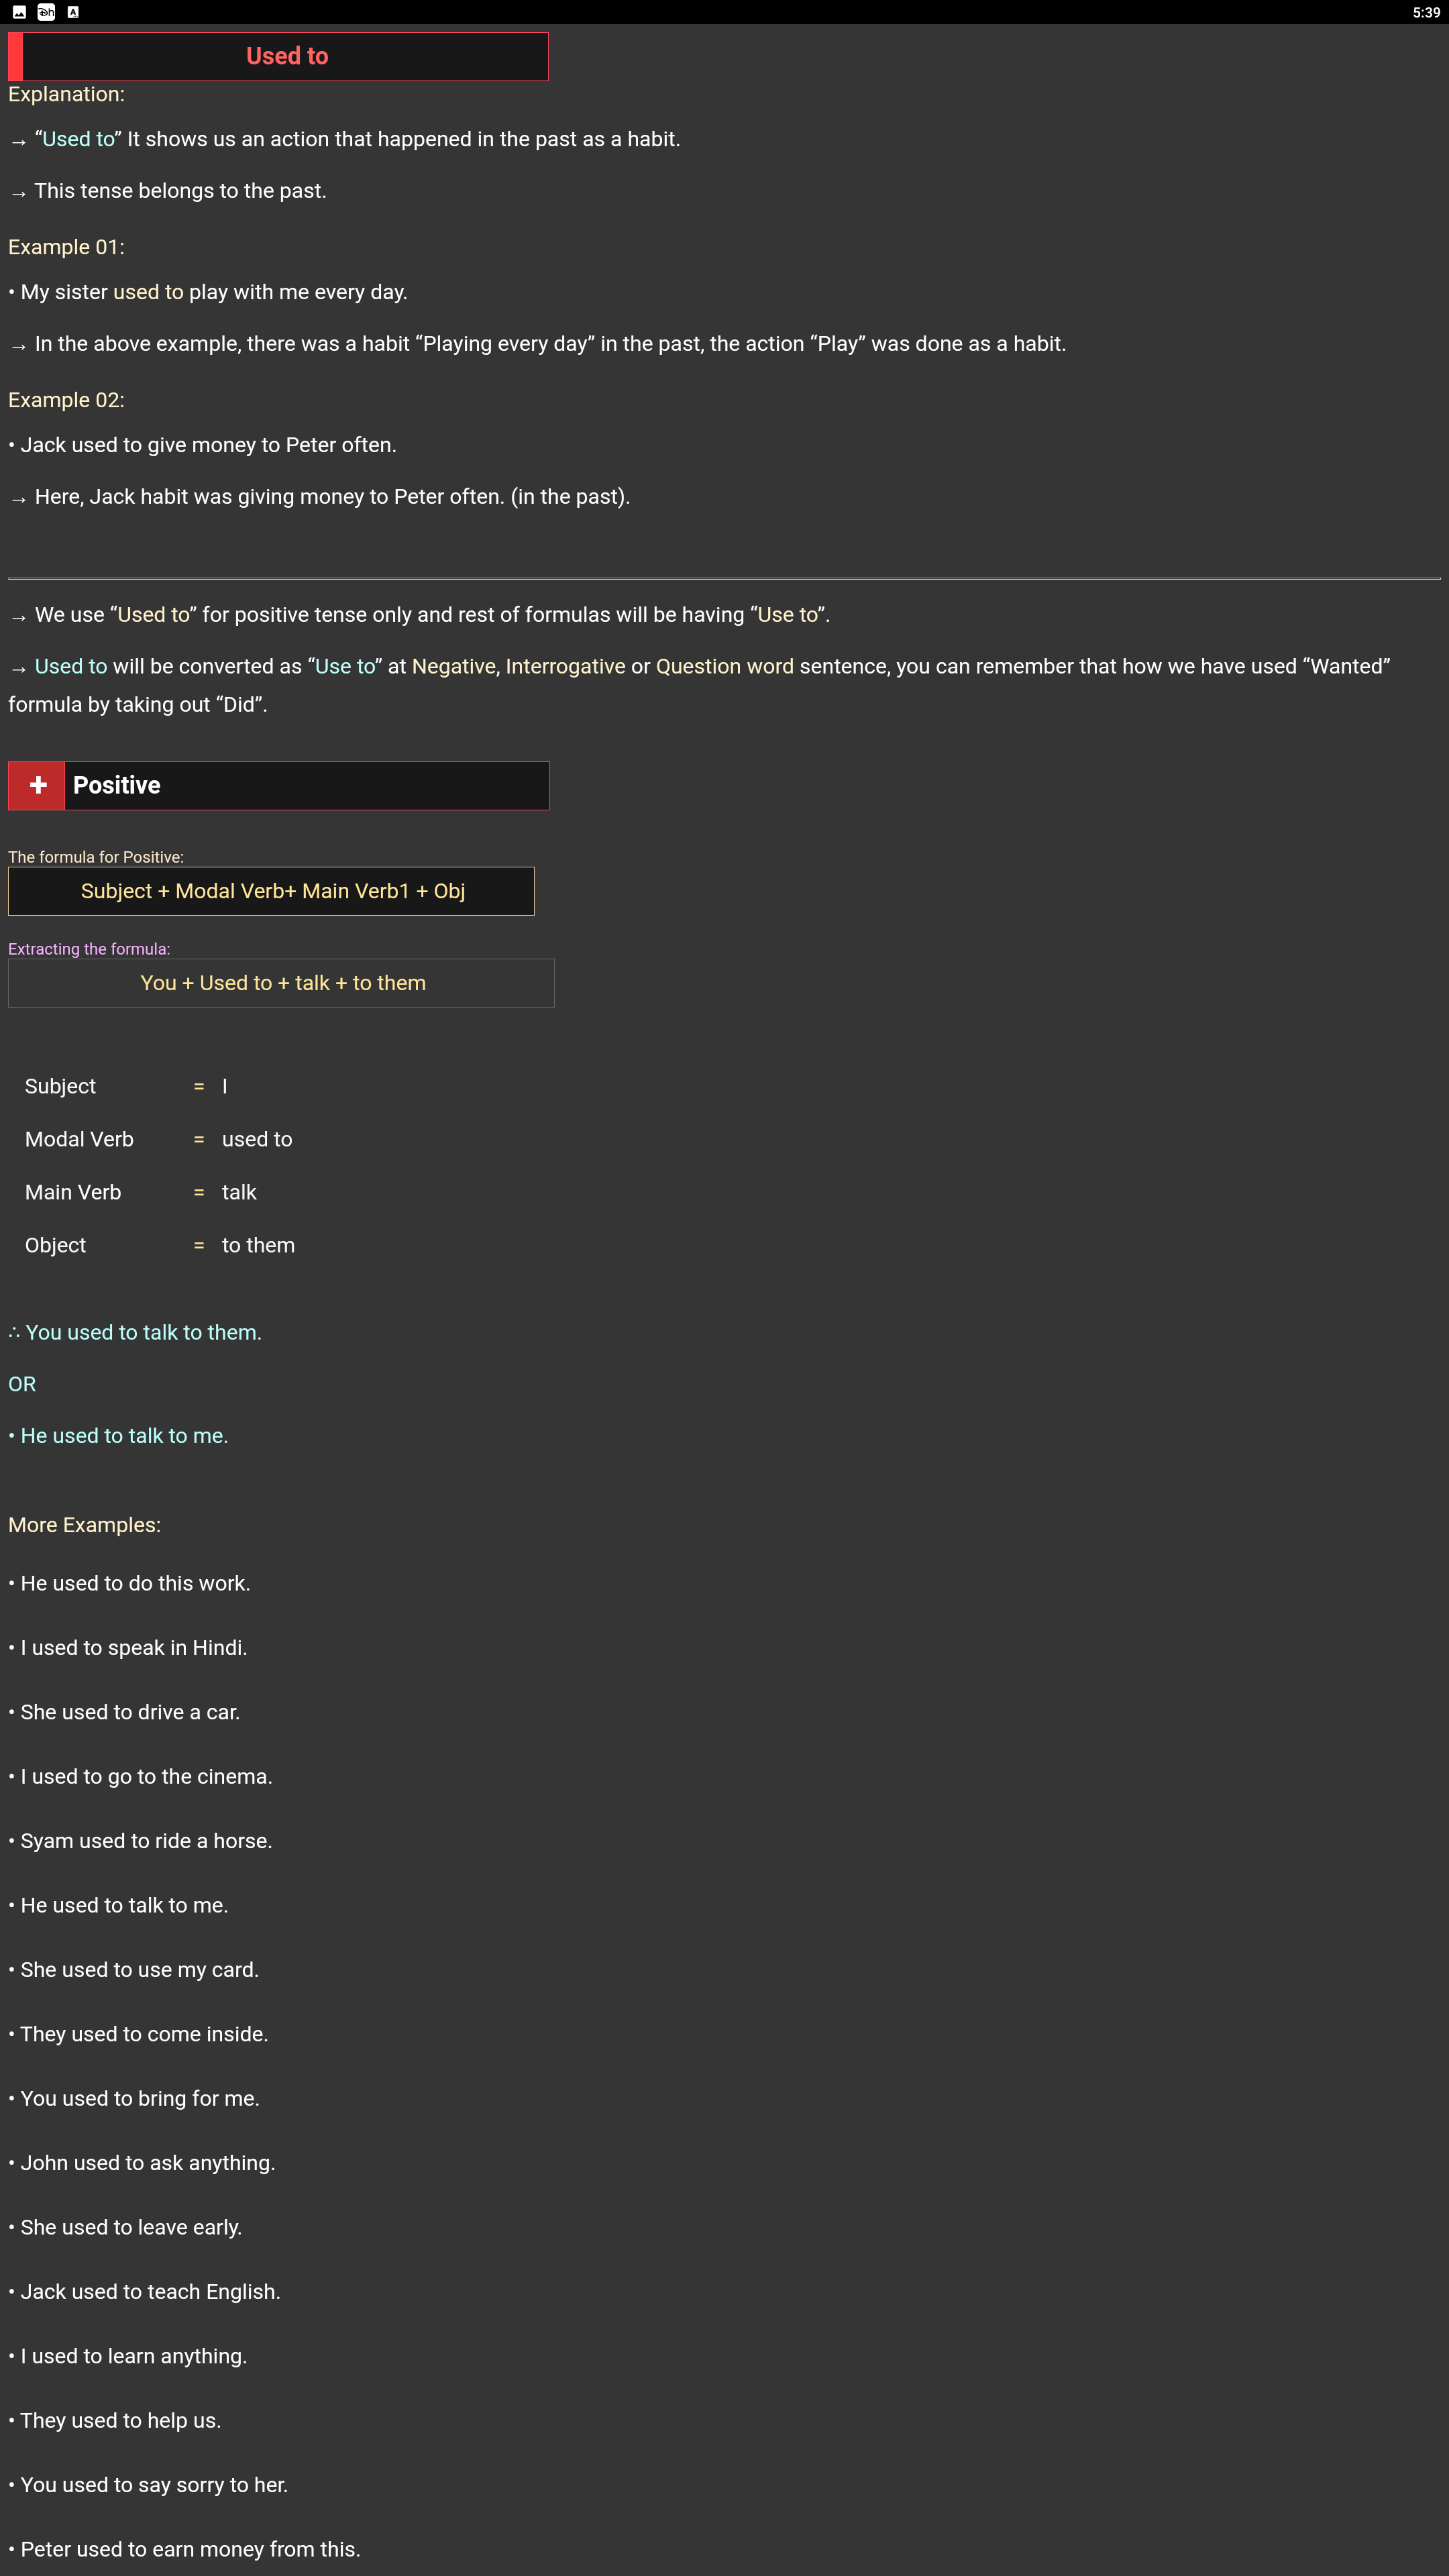 5:39
Used to
Explanation:
→ “Used to” It shows us an action that happened in the past as a habit.
→ This tense belongs to the past.
Example 01:
• My sister used to play with me every day.
→ In the above example, there was a habit “Playing every day” in the past, the action “Play” was done as a habit.
Example 02:
• Jack used to give money to Peter often.
→ Here, Jack habit was giving money to Peter often. (in the past).
→ We use “Used to” for positive tense only and rest of formulas will be having “Use to”.
→ Used to will be converted as “Use to” at Negative, Interrogative or Question word sentence, you can remember that how we have used “Wanted”
formula by taking out “Did”.
+ Positive
The formula for Positive:
Subject + Modal Verb+ Main Verb1 + Obj
Extracting the formula:
You + Used to + talk + to them
Subject = I
Modal Verb = used to
Main Verb = talk
Object = to them
∴ You used to talk to them.
OR
• He used to talk to me.
More Examples:
• He used to do this work.
• I used to speak in Hindi.
• She used to drive a car.
• I used to go to the cinema.
• Syam used to ride a horse.
• He used to talk to me.
• She used to use my card.
• They used to come inside.
• You used to bring for me.
• John used to ask anything.
• She used to leave early.
• Jack used to teach English.
• I used to learn anything.
• They used to help us.
• You used to say sorry to her.
• Peter used to earn money from this.